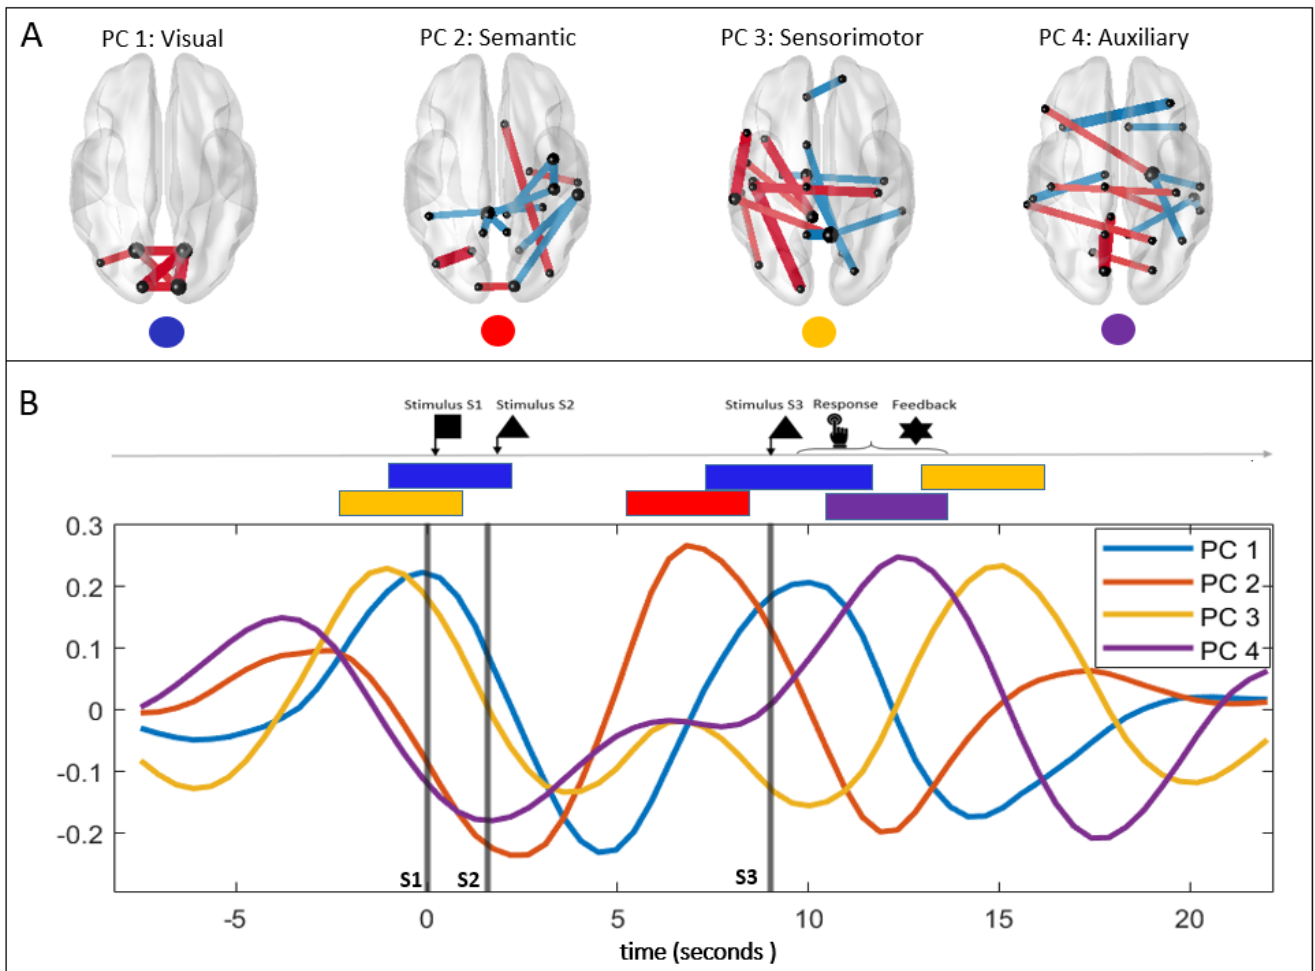 A
PC 1: Visual
PC 2: Semantic
PC 3: Sensorimotor
PC 4: Auxiliary
B
Stimulus S1
Stimulus S2
Stimulus S3
Response
Feedback
0.3
0.2
0.1
0
-0.1
-0.2
PC 1
PC 2
PC 3
PC 4
S1
S2
S3
-5
0
5
10
15
20
time (seconds )